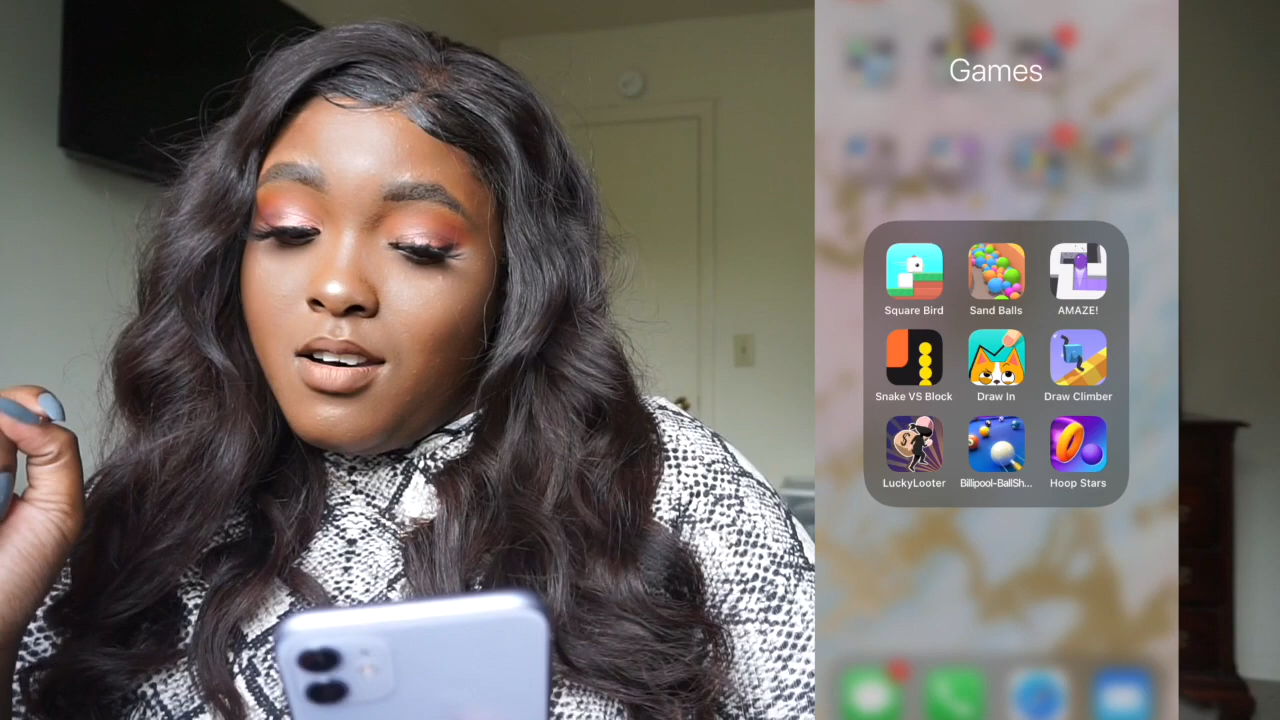 Games
Square Bird
Sand Balls
AMAZE!
Snake VS Block
Draw In
Draw Climber
LuckyLooter
Billipool-BallSh...
Hoop Stars